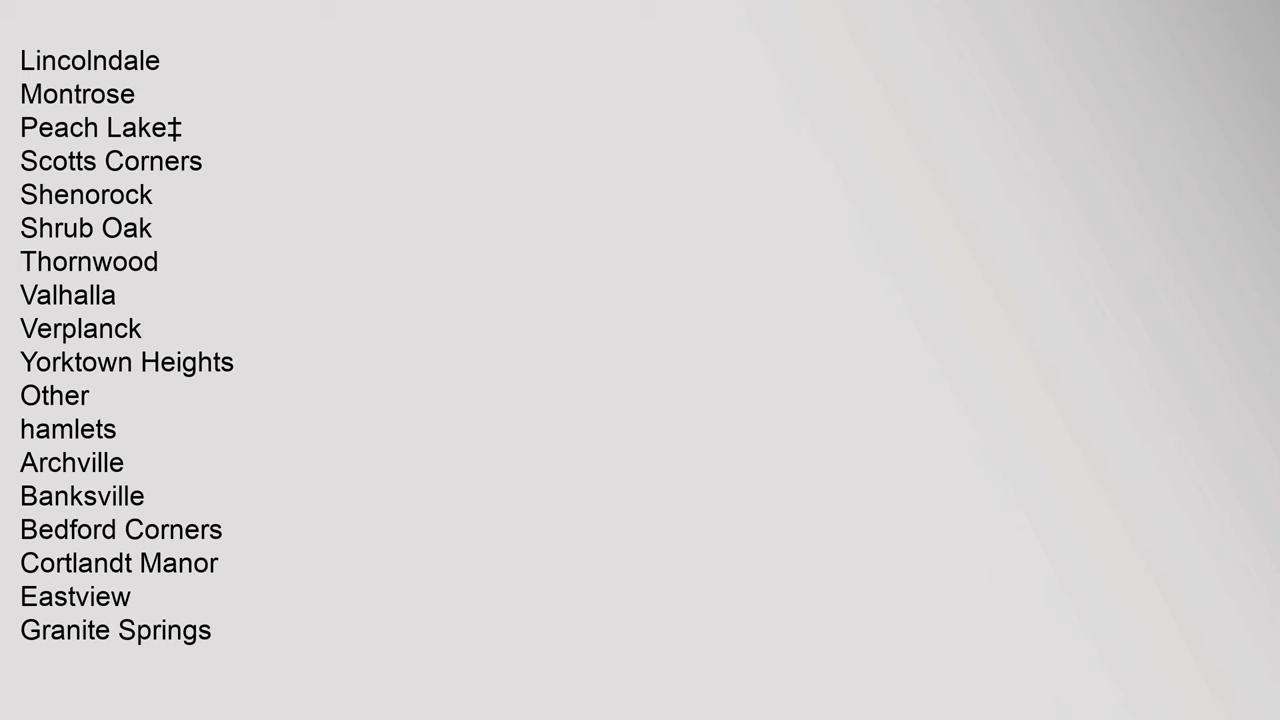 Lincolndale
Montrose
Peach Lake‡
Scotts Corners
Shenorock
Shrub Oak
Thornwood
Valhalla
Verplanck
Yorktown Heights
Other
hamlets
Archville
Banksville
Bedford Corners
Cortlandt Manor
Eastview
Granite Springs